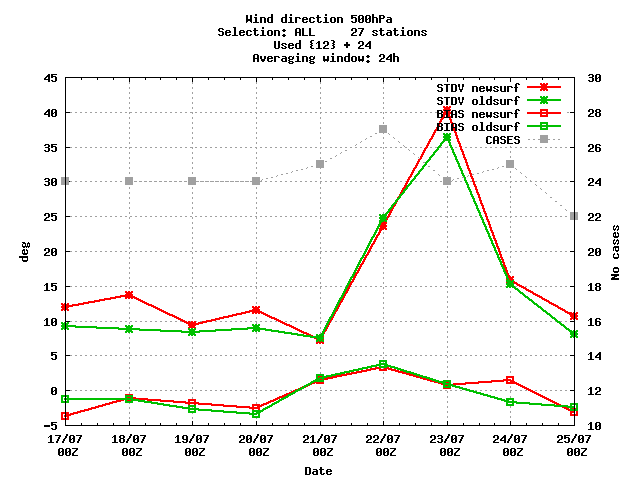 Wind direction 500hPa
Selection: ALL 27 stations
Used {12} + 24
Averaging window: 24h
45 30
STDV newsurf
STDV oldsurf
40 28
BIAS newsurf
BIAS oldsurf
CASES
35 26
30 24
25 22
deg
No cases
20 20
15 18
10 16
5 14
0 12
-5 10
17/07 18/07 19/07 20/07 21/07 22/07 23/07 24/07 25/07
00Z 00Z 00Z 00Z 00Z 00Z 00Z 00Z 00Z
Date